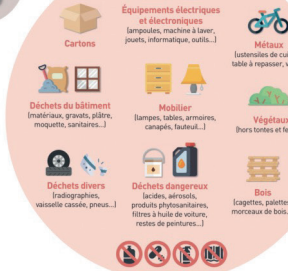 Équipements électriques
et électroniques
(ampoules, machine à laver,
jouets, informatique, outils...)
Cartons
Métaux
(ustensiles de
table à repasser,
Déchets du bâtiment
(matériaux, gravats, plâtre,
moquette, sanitaires...)
Mobilier
(lampes, tables, armoires,
canapés, fauteuil...)
Végétaux
(hors tontes et
Déchets divers
(radiographies,
vaisselle cassée, pneus...)
Déchets dangereux
(acides, aérosols,
produits phytosanitaires,
filtres à huile de voiture,
restes de peintures...)
Bois
(cagettes, palettes
morceaux de bois